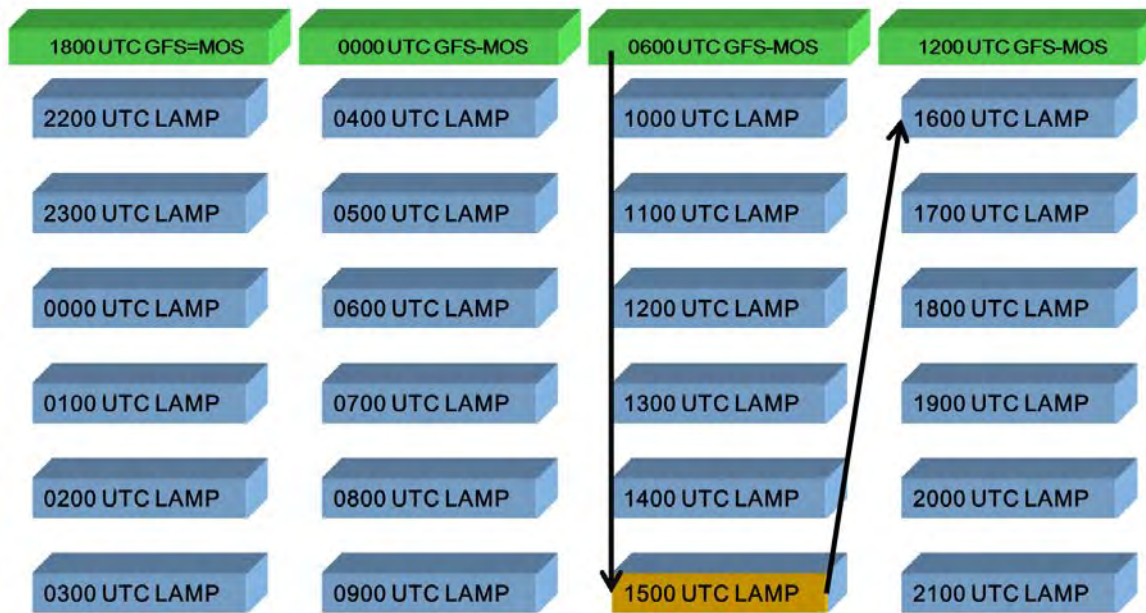 1800 UTC GFS=MOS
2200 UTC LAMP
2300 UTC LAMP
0000 UTC LAMP
0100 UTC LAMP
0200 UTC LAMP
0300 UTC LAMP
0000 UTC GFS-MOS
0400 UTC LAMP
0500 UTC LAMP
0600 UTC LAMP
0700 UTC LAMP
0800 UTC LAMP
0900 UTC LAMP
0600 UTC GFS-MOS
1000 UTC LAMP
1100 UTC LAMP
1200 UTC LAMP
1300 UTC LAMP
1400 UTC LAMP
1500 UTC LAMP
1200 UTC GFS-MOS
1600 UTC LAMP
1700 UTC LAMP
1800 UTC LAMP
1900 UTC LAMP
2000 UTC LAMP
2100 UTC LAMP